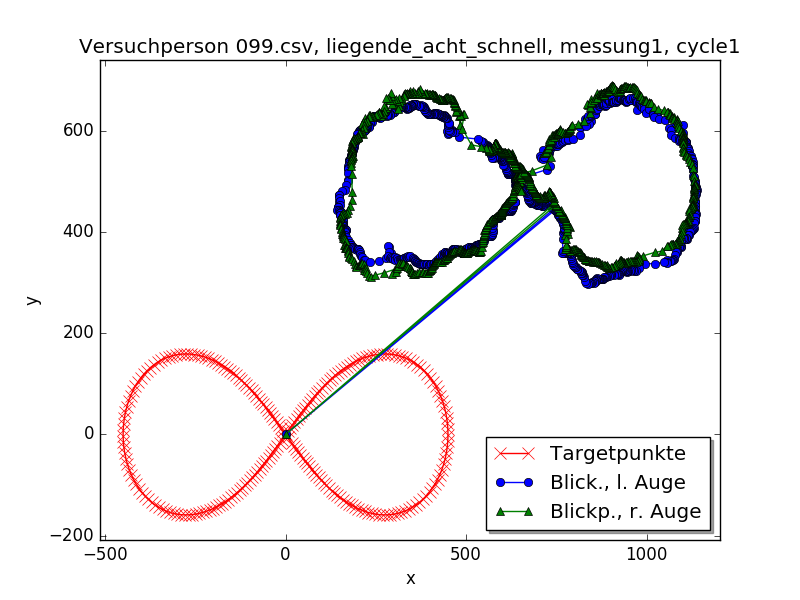 Versuchperson 099.csv, liegende_acht_schnell, messung1, cycle1
y
600
400
200
0
−200
−500
0
500
1000
x
Targetpunkte
Blick., l. Auge
Blickp., r. Auge